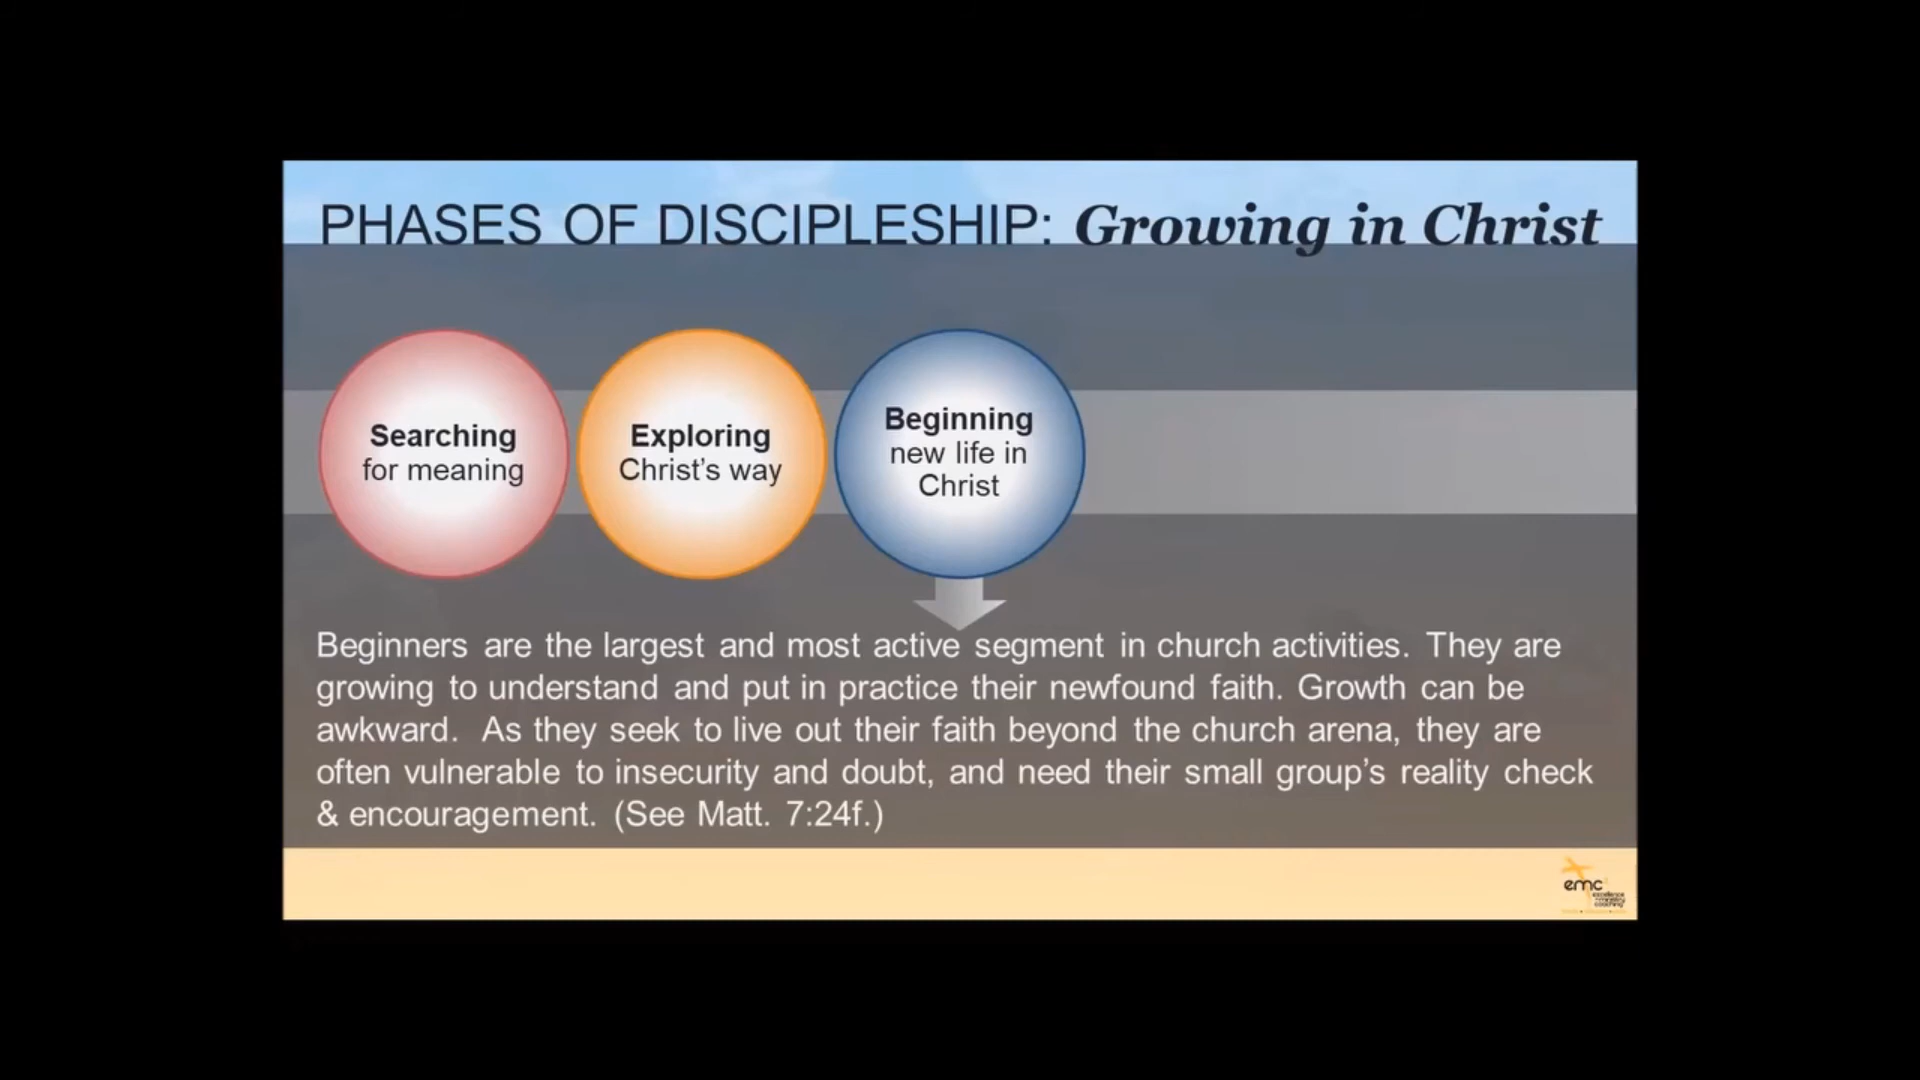 PHASES OF DISCIPLESHIP: Growing in Christ
Searching
for meaning
Exploring
Christ’s way
Beginning
new life in
Christ
Beginners are the largest and most active segment in church activities. They are
growing to understand and put in practice their newfound faith. Growth can be
awkward. As they seek to live out their faith beyond the church arena, they are
often vulnerable to insecurity and doubt, and need their small group’s reality check
& encouragement. (See Matt. 7:24f.)
emc
excellence
coaching